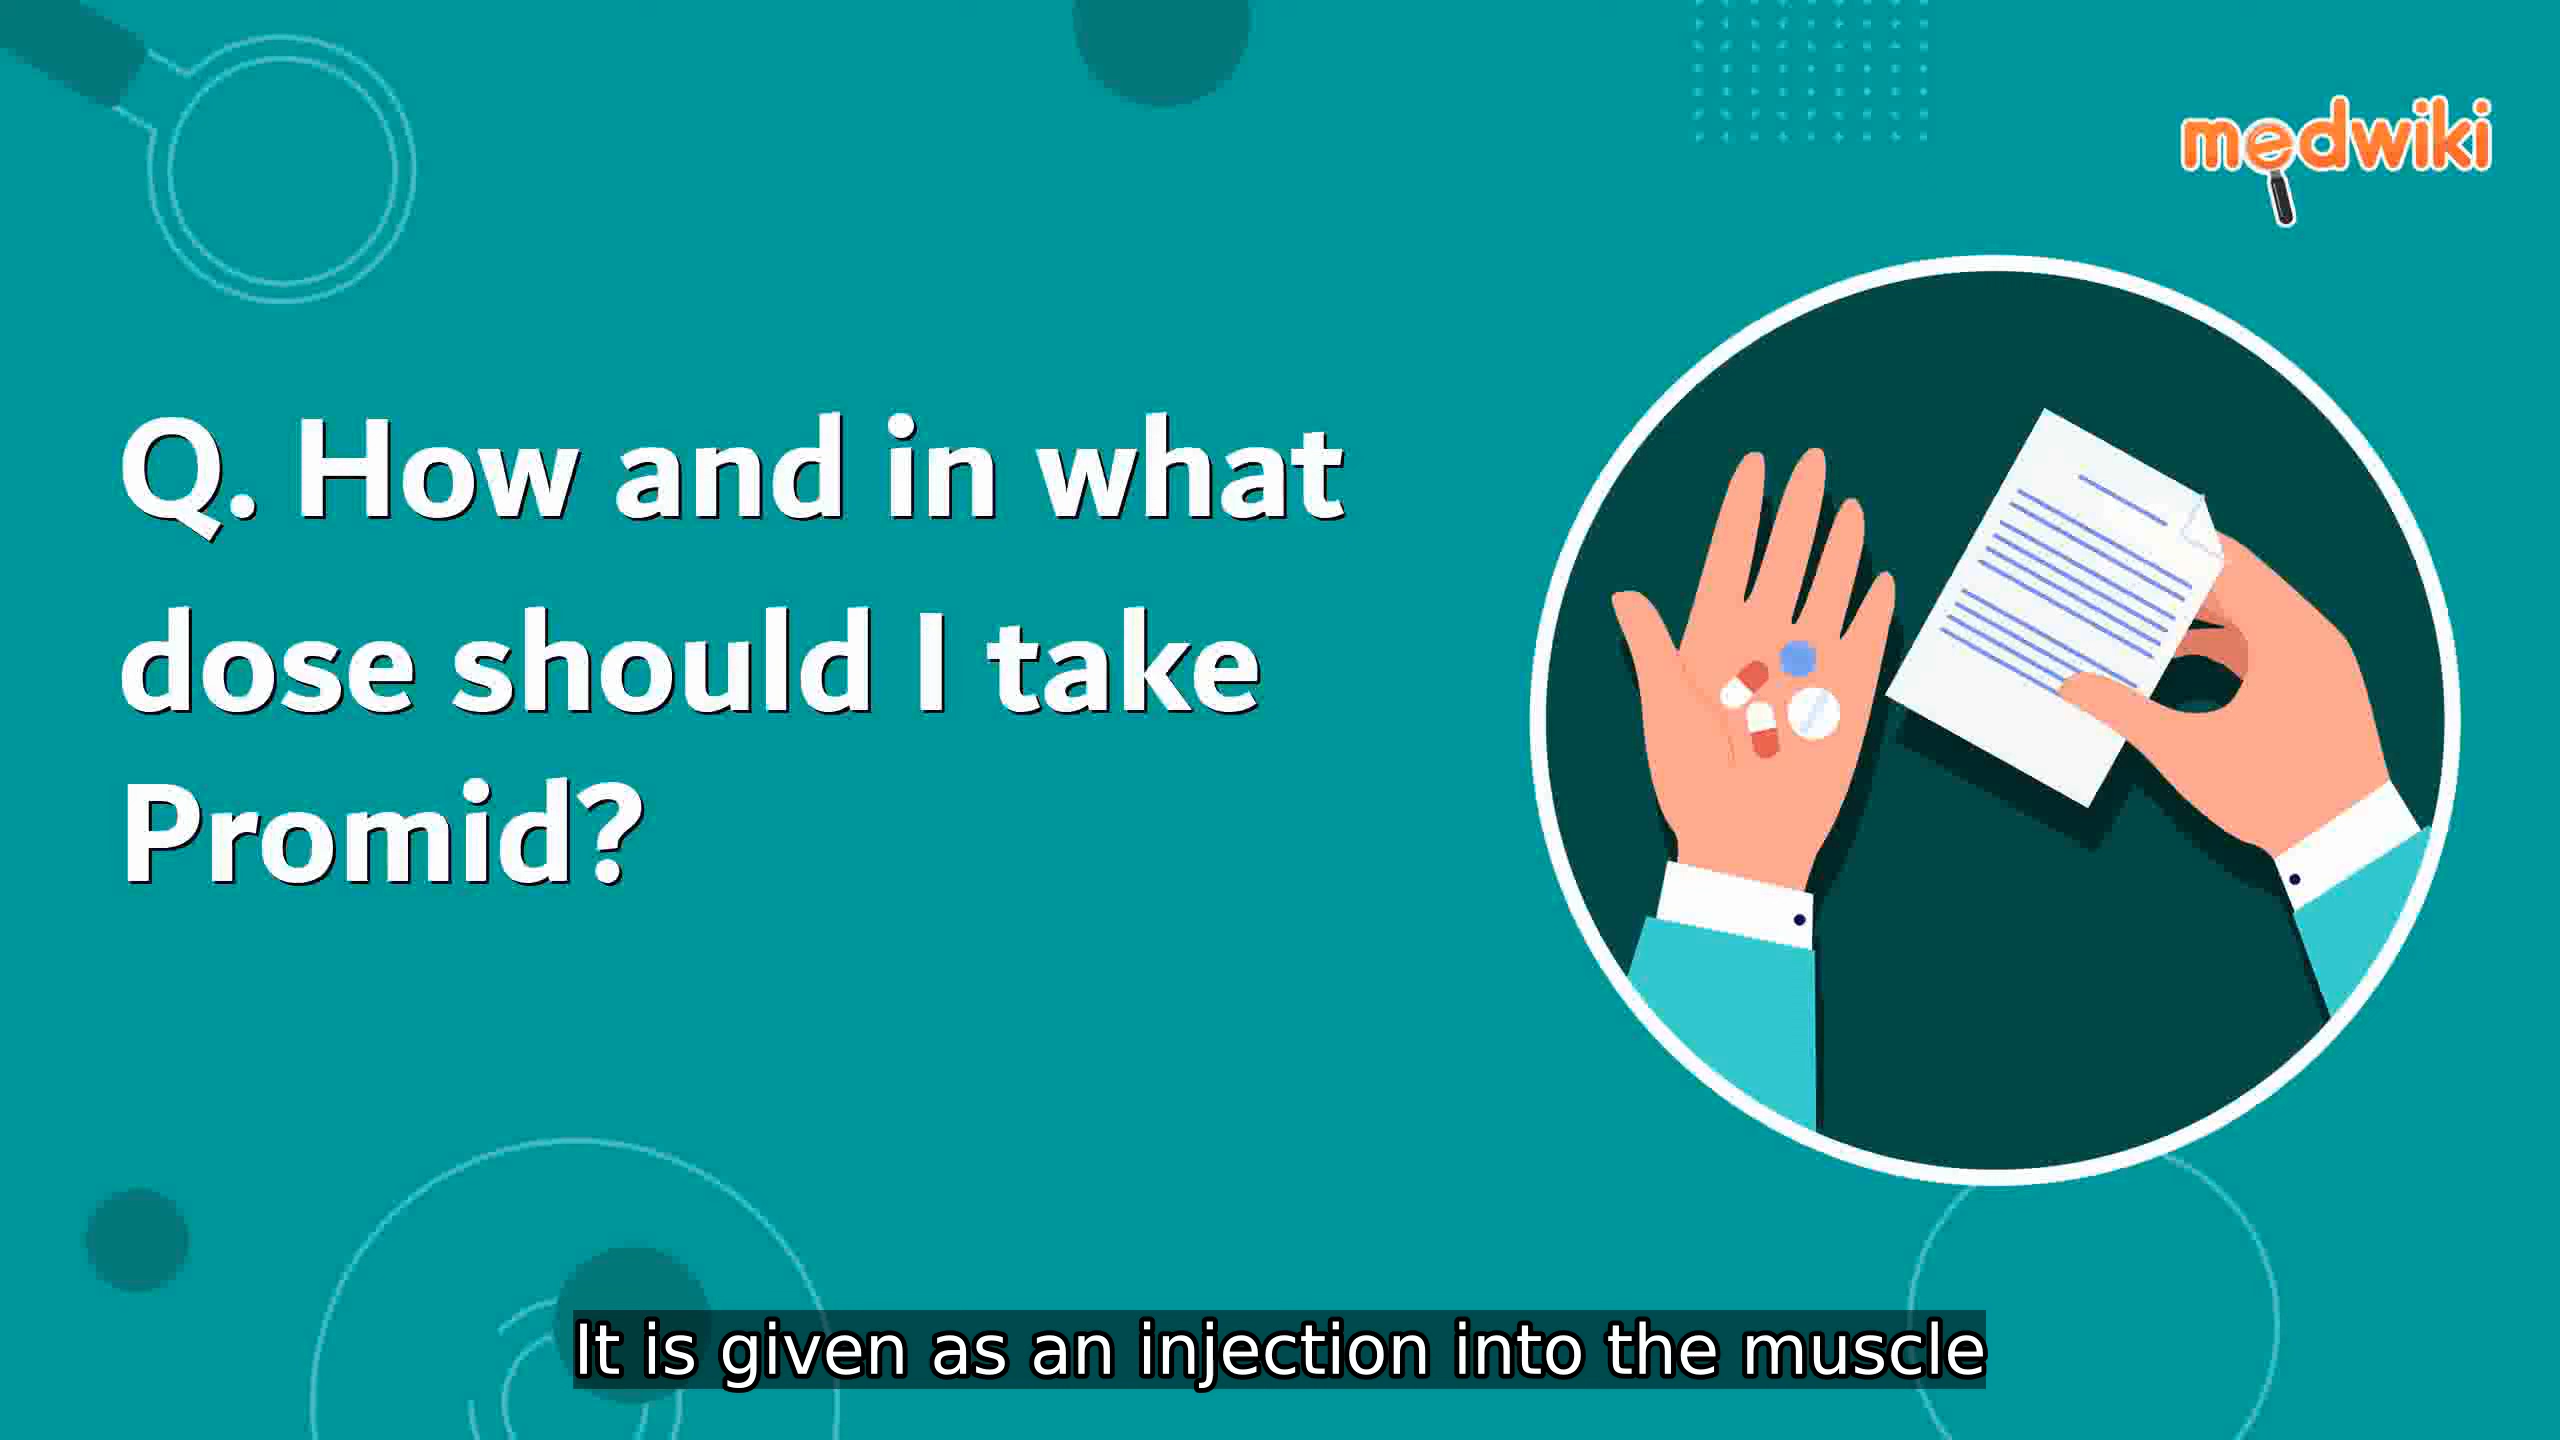 medwiki
Q. How and in what
dose should I take
Promid?
It is given as an injection into the muscle